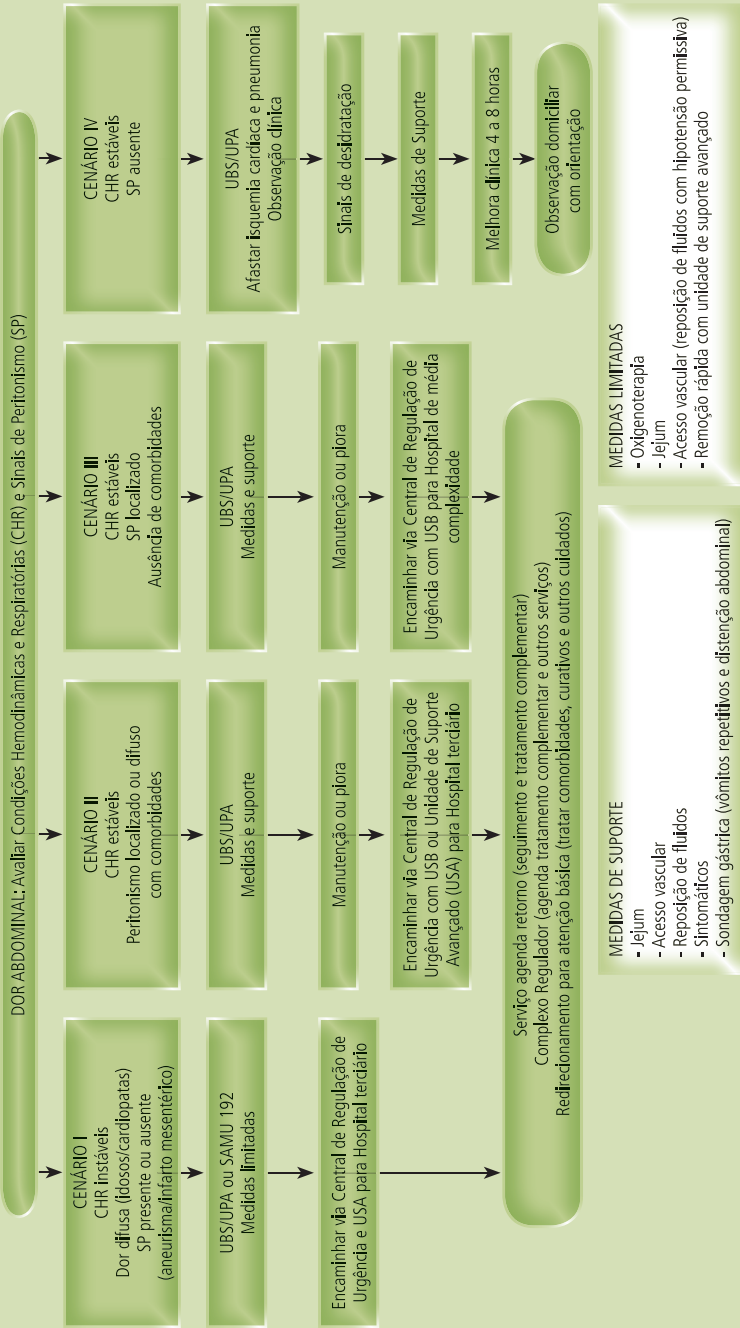 DOR ABDOMINAL: Avaliar Condições Hemodinâmicas e Respiratórias (CHR) e Sinais de Peritonismo (SP)
CENÁRIO I
CHR instáveis
Dor difusa (idosos/cardiopatas)
SP presente ou ausente
(aneurisma/infarto mesentérico)
UBS/UPA ou SAMU 192
Medidas limitadas
Encaminhar via Central de Regulação de
Urgência e USA para Hospital terciário
CENÁRIO II
CHR estáveis
Peritonismo localizado ou difuso
com comorbidades
UBS/UPA
Medidas e suporte
Manutenção ou piora
Encaminhar via Central de Regulação de
Urgência com USB ou Unidade de Suporte
Avançado (USA) para Hospital terciário
CENÁRIO III
CHR estáveis
SP localizado
Ausência de comorbidades
UBS/UPA
Medidas e suporte
Manutenção ou piora
Encaminhar via Central de Regulação de
Urgência com USB para Hospital de média
complexidade
CENÁRIO IV
CHR estáveis
SP ausente
UBS/UPA
Afastar isquemia cardíaca e pneumonia
Observação clínica
Sinais de desidratação
Medidas de Suporte
Melhora clínica 4 a 8 horas
Observação domiciliar
com orientação
Serviço agenda retorno (seguimento e tratamento complementar)
Complexo Regulador (agenda tratamento complementar e outros serviços)
Redirecionamento para atenção básica (tratar comorbidades, curativos e outros cuidados)
MEDIDAS DE SUPORTE
- Jejum
- Acesso vascular
- Reposição de fluidos
- Sintomáticos
- Sondagem gástrica (vômitos repetitivos e distenção abdominal)
MEDIDAS LIMITADAS
- Oxigenoterapia
- Jejum
- Acesso vascular (reposição de fluidos com hipotensão permissiva)
- Remoção rápida com unidade de suporte avançado